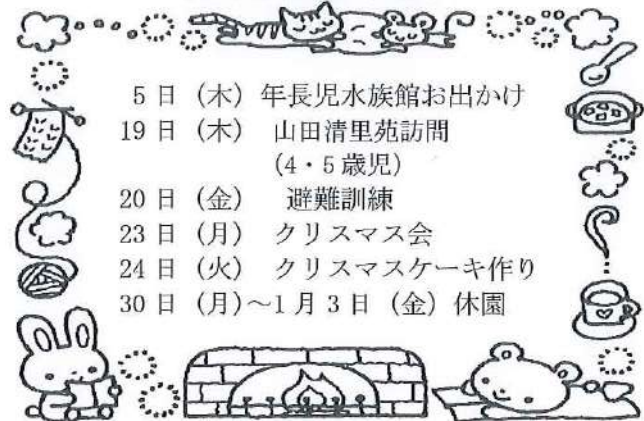 5日（木）年長児水族館お出かけ
19日（木） 山田清里苑訪問
（4・5歳児）
20日（金） 避難訓練
23日（月） クリスマス会
24日（火） クリスマスケーキ作り
30日（月）～1月3日（金）休園